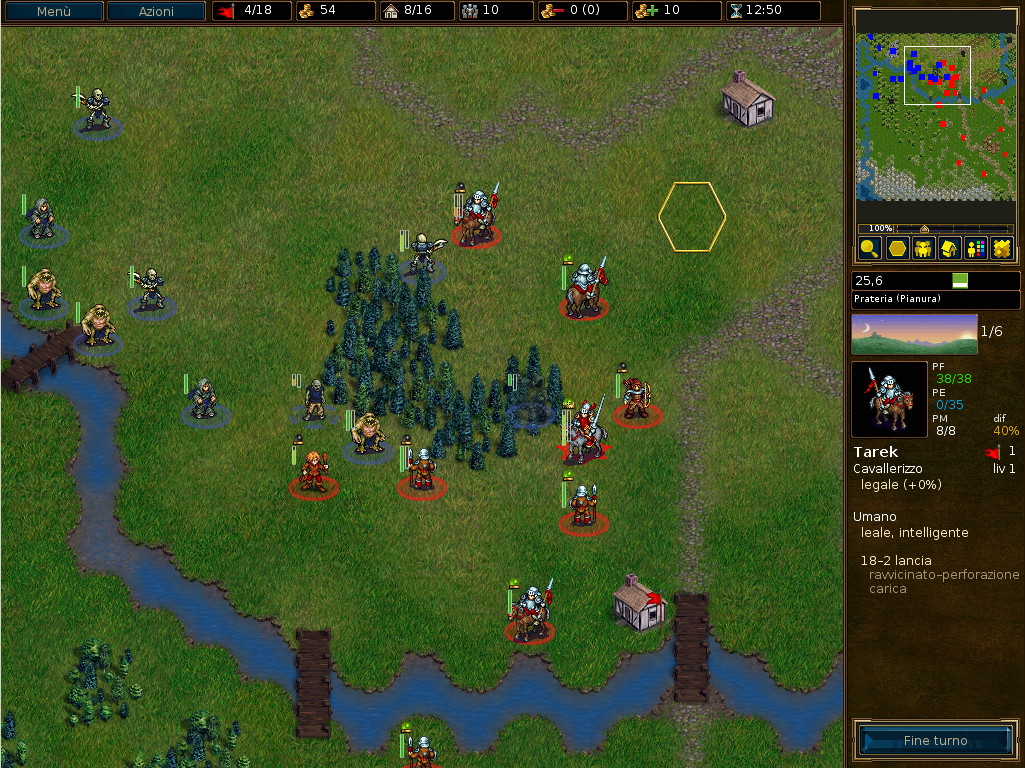 Menù Azioni 4/18 54 8/16 10 0 (0) 10 12:50
100%
25,6
Prateria (Pianura)
1/6
PF
38/38
PE
0/35
PM dif
8/8 40%
Tarek 1
Cavallerizzo liv 1
legale (+0%)
Umano
leale, intelligente
18–2 lancia
ravvicinato–perforazione
carica
Fine turno